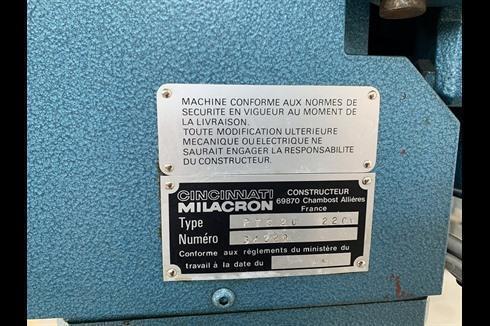 MACHINE CONFORME AUX NORMES DE
SECURITE EN VIGUEUR AU MOMENT DE
LA LIVRAISON.
TOUTE MODIFICATION ULTERIEURE
MECANIQUE OU ELECTRIQUE NE
SAURAIT ENGAGER LA RESPONSABILITE
DU CONSTRUCTEUR.
CINCINNATI
MILACRON
CONSTRUCTEUR
69870 Chambost Allières
France
Type
Numéro
Conforme aux réglements du ministère du
travail à la date du